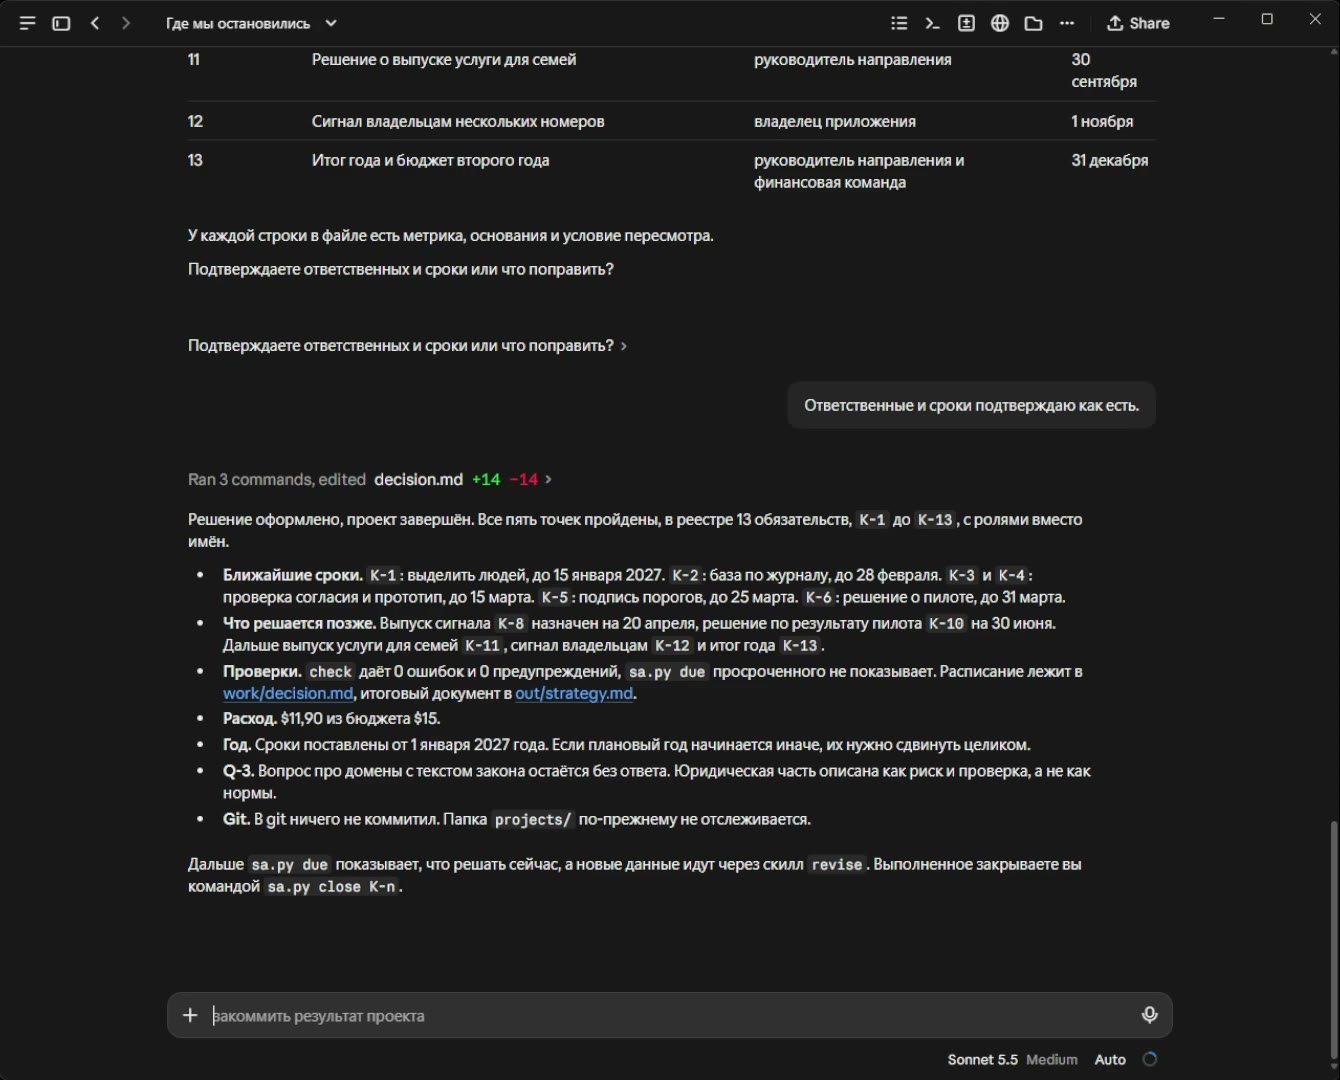 Где мы остановились
Share
11 Решение о выпуске услуги для семей руководитель направления 30 сентября
12 Сигнал владельцам нескольких номеров владелец приложения 1 ноября
13 Итог года и бюджет второго года руководитель направления и финансовая команда 31 декабря
У каждой строки в файле есть метрика, основания и условие пересмотра.
Подтверждаете ответственных и сроки или что поправить?
Подтверждаете ответственных и сроки или что поправить?
Ответственные и сроки подтверждаю как есть.
Ran 3 commands, edited decision.md +14 -14
Решение оформлено, проект завершён. Все пять точек пройдены, в реестре 13 обязательств, K-1 до K-13, с ролями вместо
имён.
• Ближайшие сроки. K-1: выделить людей, до 15 января 2027. K-2: база по журналу, до 28 февраля. K-3 и K-4:
проверка согласия и прототип, до 15 марта. K-5: подпись порогов, до 25 марта. K-6: решение о пилоте, до 31 марта.
• Что решается позже. Выпуск сигнала K-8 назначен на 20 апреля, решение по результату пилота K-10 на 30 июня.
Дальше выпуск услуги для семей K-11, сигнал владельцам K-12 и итог года K-13.
• Проверки. check даёт 0 ошибок и 0 предупреждений, sa.py due просроченного не показывает. Расписание лежит в
work/decision.md, итоговый документ в out/strategy.md.
• Расход. $11,90 из бюджета $15.
• Год. Сроки поставлены от 1 января 2027 года. Если плановый год начинается иначе, их нужно сдвинуть целиком.
• Q-3. Вопрос про домены с текстом закона остаётся без ответа. Юридическая часть описана как риск и проверка, а не как
нормы.
• Git. В git ничего не коммитил. Папка projects/ по-прежнему не отслеживается.
Дальше sa.py due показывает, что решать сейчас, а новые данные идут через скилл revise. Выполненное закрываете вы
командой sa.py close K-n.
закоммить результат проекта
Sonnet 5.5 Medium Auto